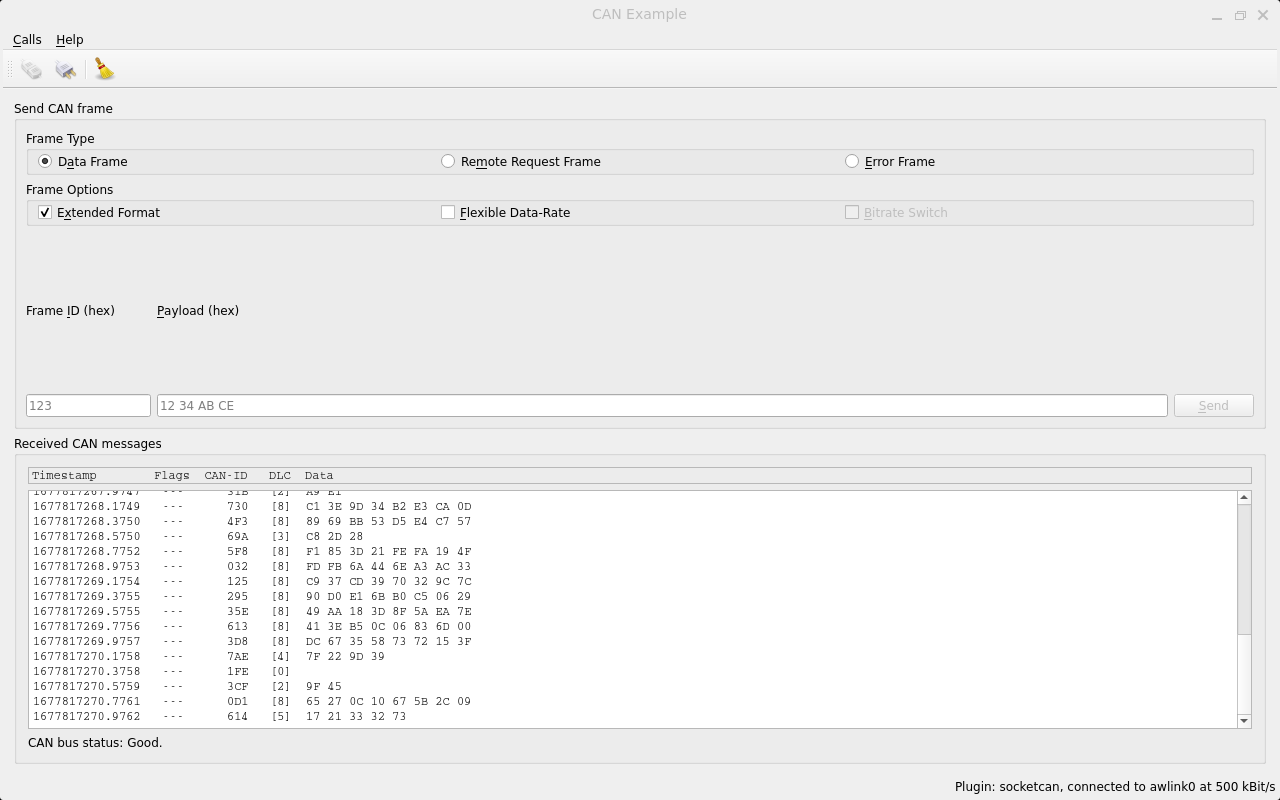 CAN Example
Calls Help
Send CAN frame
Frame Type
Data Frame Remote Request Frame Error Frame
Frame Options
Extended Format Flexible Data-Rate Bitrate Switch
Frame ID (hex) Payload (hex)
123 12 34 AB CE Send
Received CAN messages
Timestamp Flags CAN-ID DLC Data
1677817267.9747 --- 31B [2] A9 E1
1677817268.1749 --- 730 [8] C1 3E 9D 34 B2 E3 CA 0D
1677817268.3750 --- 4F3 [8] 89 69 BB 53 D5 E4 C7 57
1677817268.5750 --- 69A [3] C8 2D 28
1677817268.7752 --- 5F8 [8] F1 85 3D 21 FE FA 19 4F
1677817268.9753 --- 032 [8] FD FB 6A 44 6E A3 AC 33
1677817269.1754 --- 125 [8] C9 37 CD 39 70 32 9C 7C
1677817269.3755 --- 295 [8] 90 D0 E1 6B B0 C5 06 29
1677817269.5755 --- 35E [8] 49 AA 18 3D 8F 5A EA 7E
1677817269.7756 --- 613 [8] 41 3E B5 0C 06 83 6D 00
1677817269.9757 --- 3D8 [8] DC 67 35 58 73 72 15 3F
1677817270.1758 --- 7AE [4] 7F 22 9D 39
1677817270.3758 --- 1FE [0]
1677817270.5759 --- 3CF [2] 9F 45
1677817270.7761 --- 0D1 [8] 65 27 0C 10 67 5B 2C 09
1677817270.9762 --- 614 [5] 17 21 33 32 73
CAN bus status: Good.
Plugin: socketcan, connected to awlink0 at 500 kBit/s